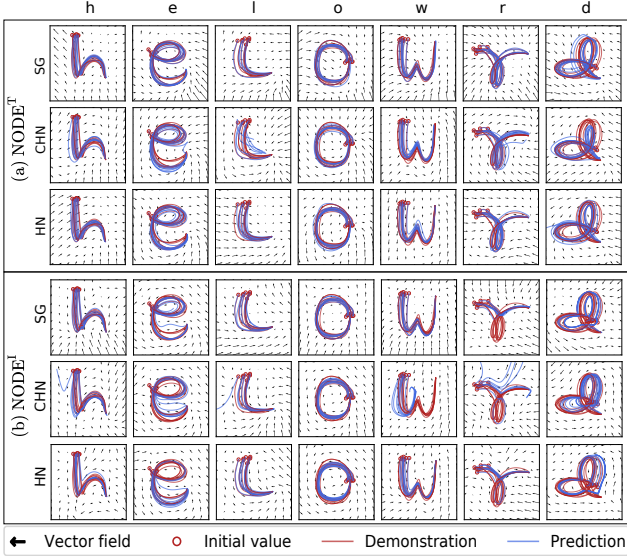 h e l o w r d
(a) NODE^T
SG
CHN
HN
(b) NODE^I
SG
CHN
HN
Vector field Initial value Demonstration Prediction